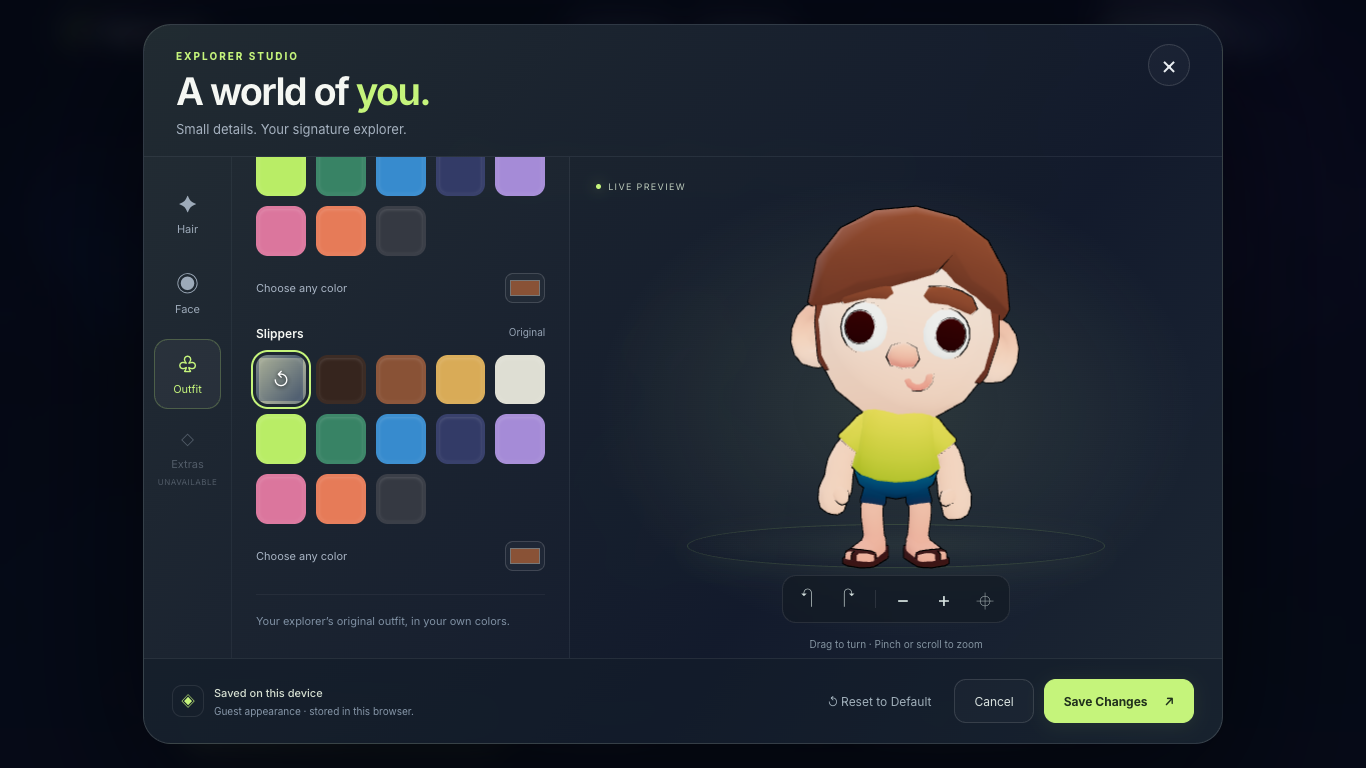 EXPLORER STUDIO
A world of you.
Small details. Your signature explorer.
Hair
Face
Outfit
Extras
UNAVAILABLE
Choose any color
Slippers
Original
Choose any color
Your explorer’s original outfit, in your own colors.
LIVE PREVIEW
Drag to turn · Pinch or scroll to zoom
Saved on this device
Guest appearance · stored in this browser.
Reset to Default
Cancel
Save Changes